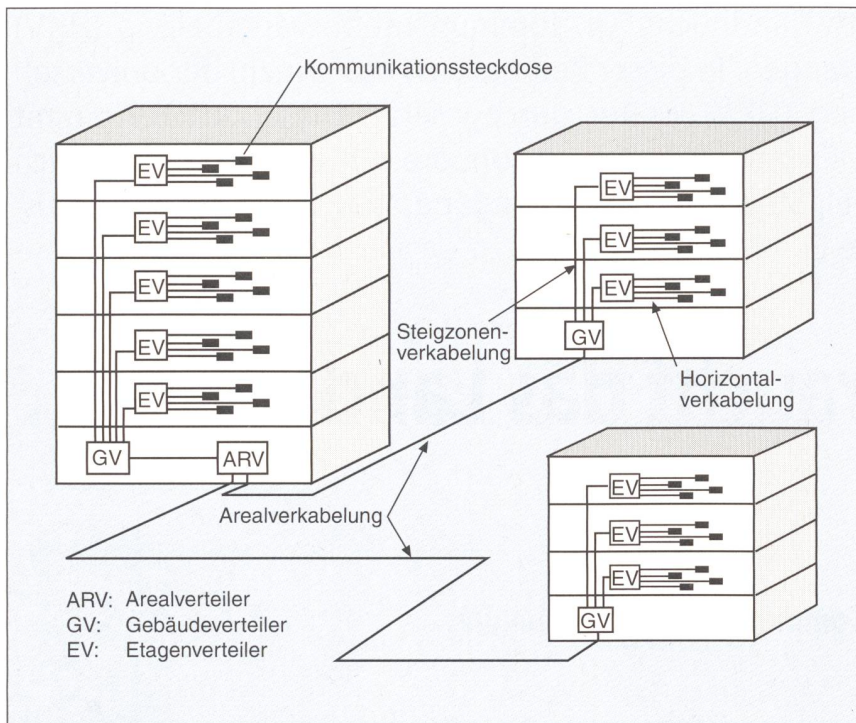 Kommunikationssteckdose
EV
EV
EV
EV
EV
GV
ARV
EV
EV
EV
GV
Steigzonen-
verkabelung
Horizontal-
verkabelung
Arealverkabelung
EV
EV
EV
GV
ARV: Arealverteiler
GV: Gebäudeverteiler
EV: Etagenverteiler